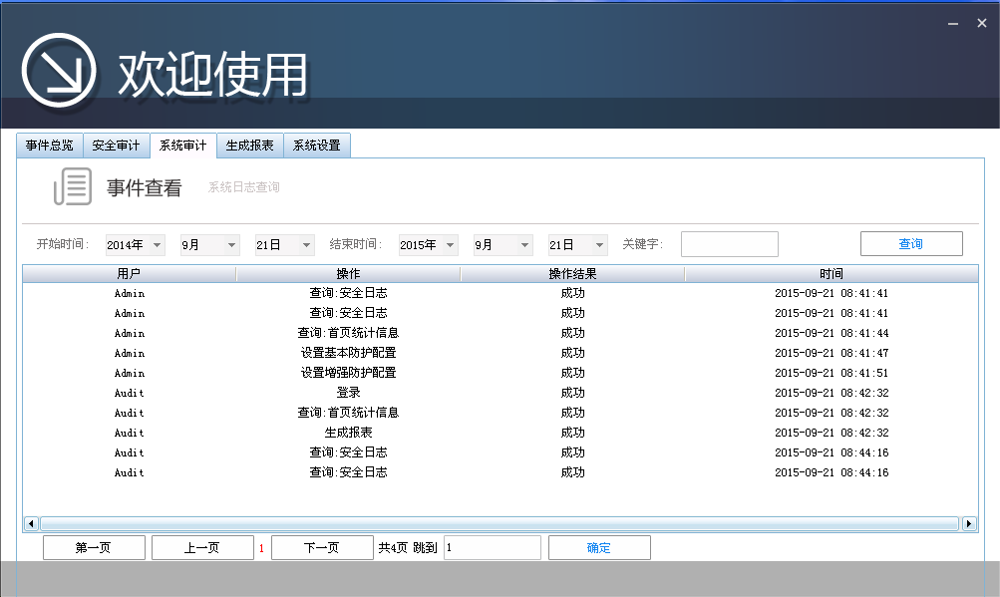 欢迎使用
事件总览 安全审计 系统审计 生成报表 系统设置
事件查看 系统日志查询
开始时间: 2014年 9月 21日 结束时间: 2015年 9月 21日 关键字: 查询
用户 操作 操作结果 时间
Admin 查询:安全日志 成功 2015-09-21 08:41:41
Admin 查询:安全日志 成功 2015-09-21 08:41:41
Admin 查询:首页统计信息 成功 2015-09-21 08:41:44
Admin 设置基本防护配置 成功 2015-09-21 08:41:47
Admin 设置增强防护配置 成功 2015-09-21 08:41:51
Audit 登录 成功 2015-09-21 08:42:32
Audit 查询:首页统计信息 成功 2015-09-21 08:42:32
Audit 生成报表 成功 2015-09-21 08:42:32
Audit 查询:安全日志 成功 2015-09-21 08:44:16
Audit 查询:安全日志 成功 2015-09-21 08:44:16
第一页 上一页 1 下一页 共4页 跳到 1 确定